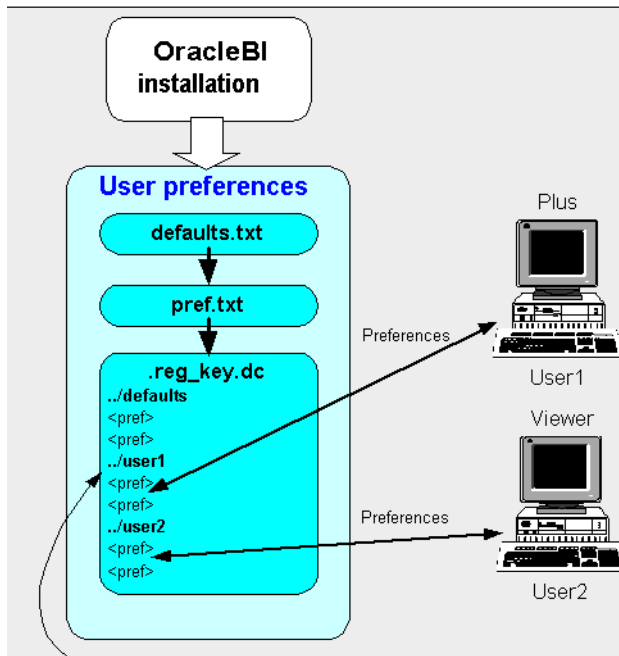 OracleBI
installation
User preferences
defaults.txt
pref.txt
.reg_key.dc
../defaults
<pref>
<pref>
../user1
<pref>
<pref>
../user2
<pref>
<pref>
Preferences
Preferences
Plus
User1
Viewer
User2